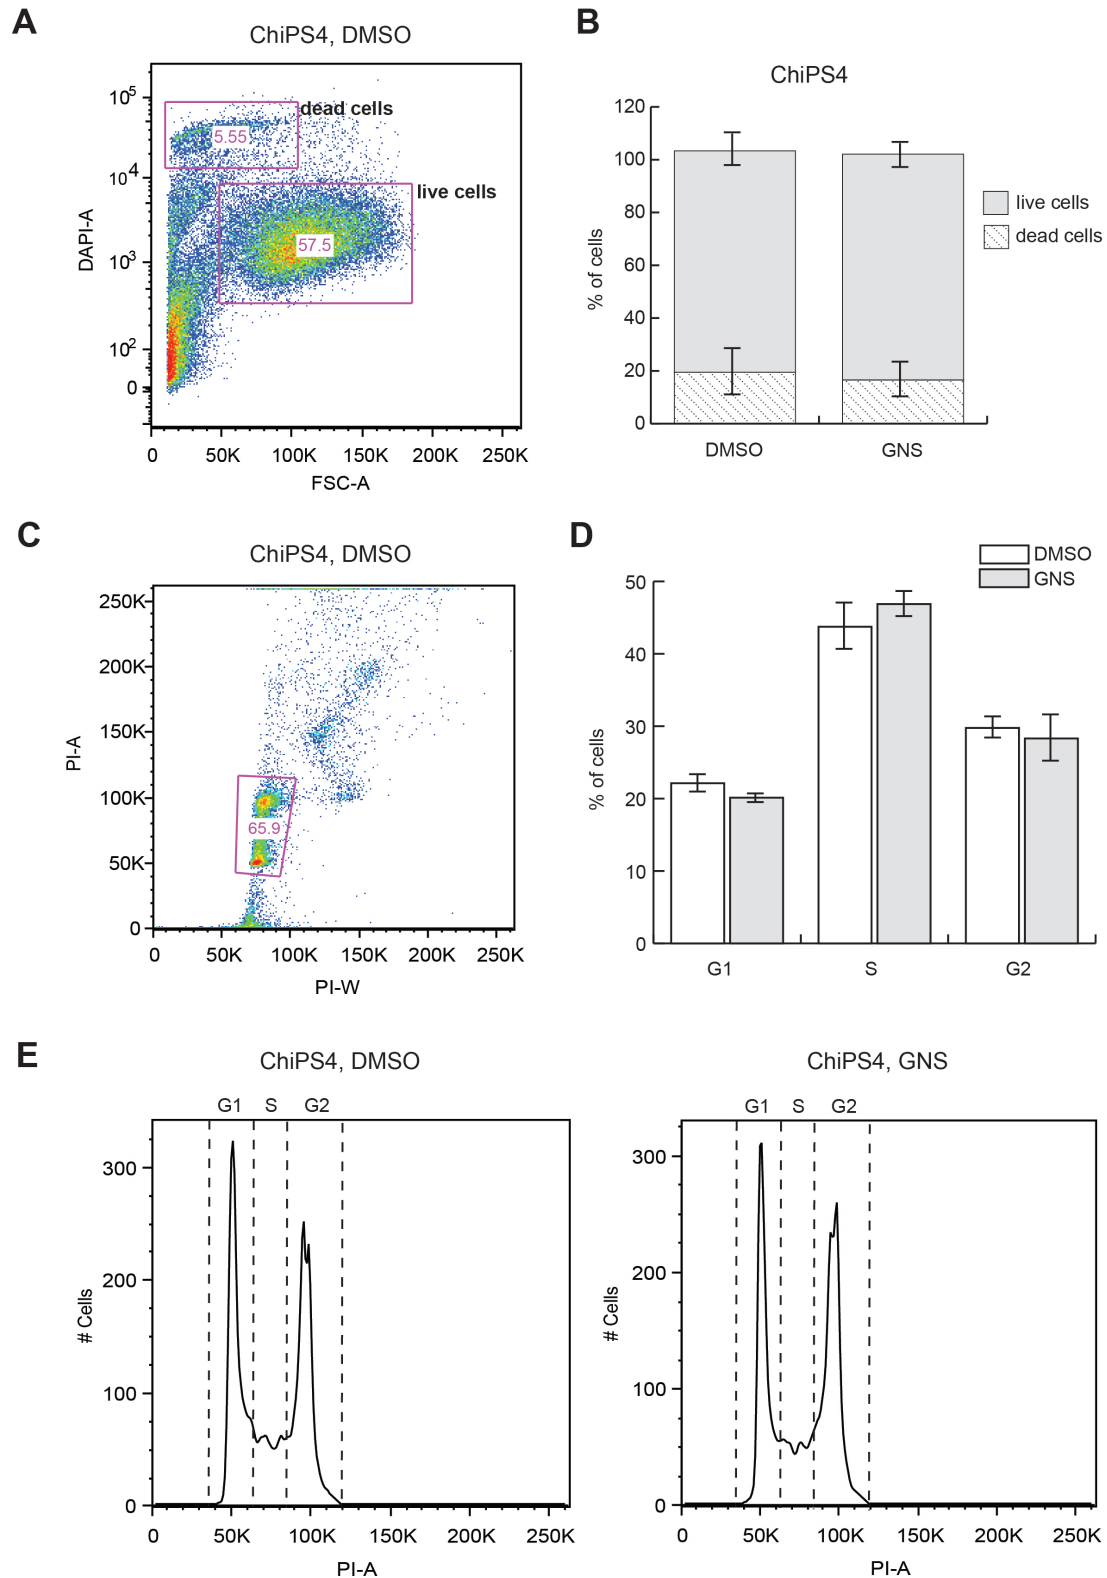 A
ChiPS4, DMSO
10^5
10^4
10^3
10^2
0
DAPI-A
dead cells
5.55
live cells
57.5
0 50K 100K 150K 200K 250K
FSC-A
B
ChiPS4
120
100
80
60
40
20
0
% of cells
live cells
dead cells
DMSO GNS
C
ChiPS4, DMSO
250K
200K
150K
100K
50K
0
PI-A
65.9
0 50K 100K 150K 200K 250K
PI-W
D
DMSO
GNS
50
40
30
20
10
0
% of cells
G1 S G2
E
ChiPS4, DMSO
G1 S G2
300
200
100
0
# Cells
0 50K 100K 150K 200K 250K
PI-A
ChiPS4, GNS
G1 S G2
300
200
100
0
# Cells
0 50K 100K 150K 200K 250K
PI-A